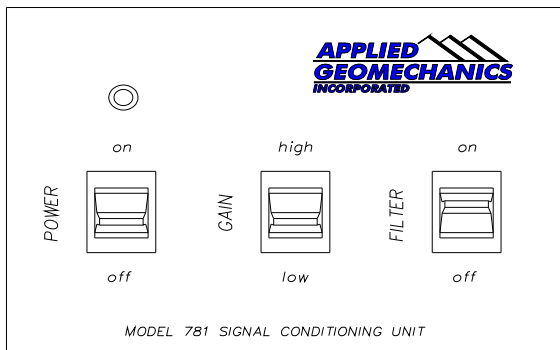 APPLIED
GEOMECHANICS
INCORPORATED
on
high
on
POWER
GAIN
FILTER
off
low
off
MODEL 781 SIGNAL CONDITIONING UNIT